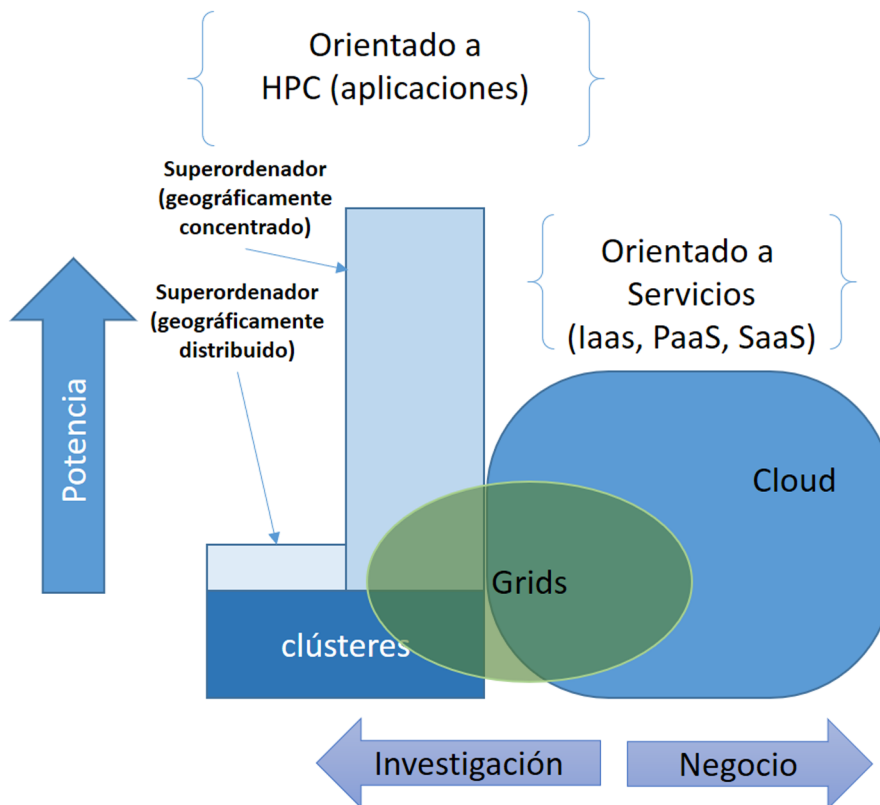 Orientado a
HPC (aplicaciones)
Superordenador
(geográficamente
concentrado)
Superordenador
(geográficamente
distribuido)
Orientado a
Servicios
(Iaas, PaaS, SaaS)
Potencia
Cloud
Grids
clústeres
Investigación
Negocio